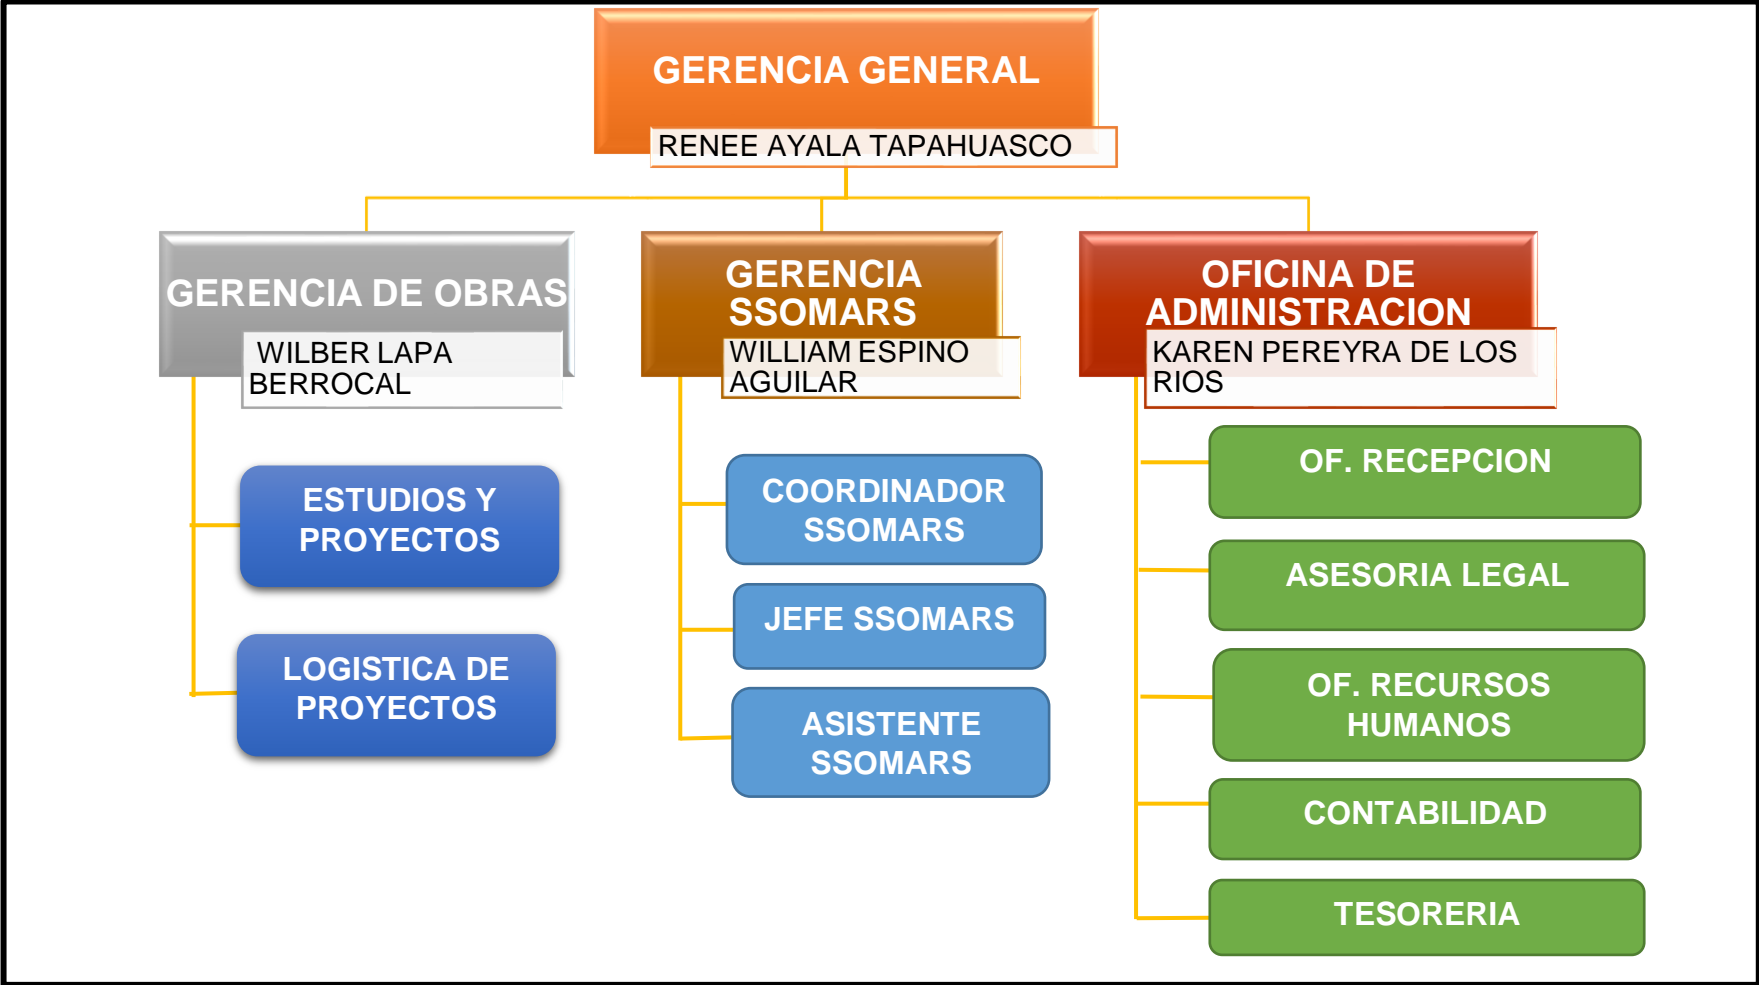 GERENCIA GENERAL
RENEE AYALA TAPAHUASCO
GERENCIA DE OBRAS
WILBER LAPA
BERROCAL
GERENCIA
SSOMARS
WILLIAM ESPINO
AGUILAR
OFICINA DE
ADMINISTRACION
KAREN PEREYRA DE LOS
RIOS
ESTUDIOS Y
PROYECTOS
LOGISTICA DE
PROYECTOS
COORDINADOR
SSOMARS
JEFE SSOMARS
ASISTENTE
SSOMARS
OF. RECEPCION
ASESORIA LEGAL
OF. RECURSOS
HUMANOS
CONTABILIDAD
TESORERIA